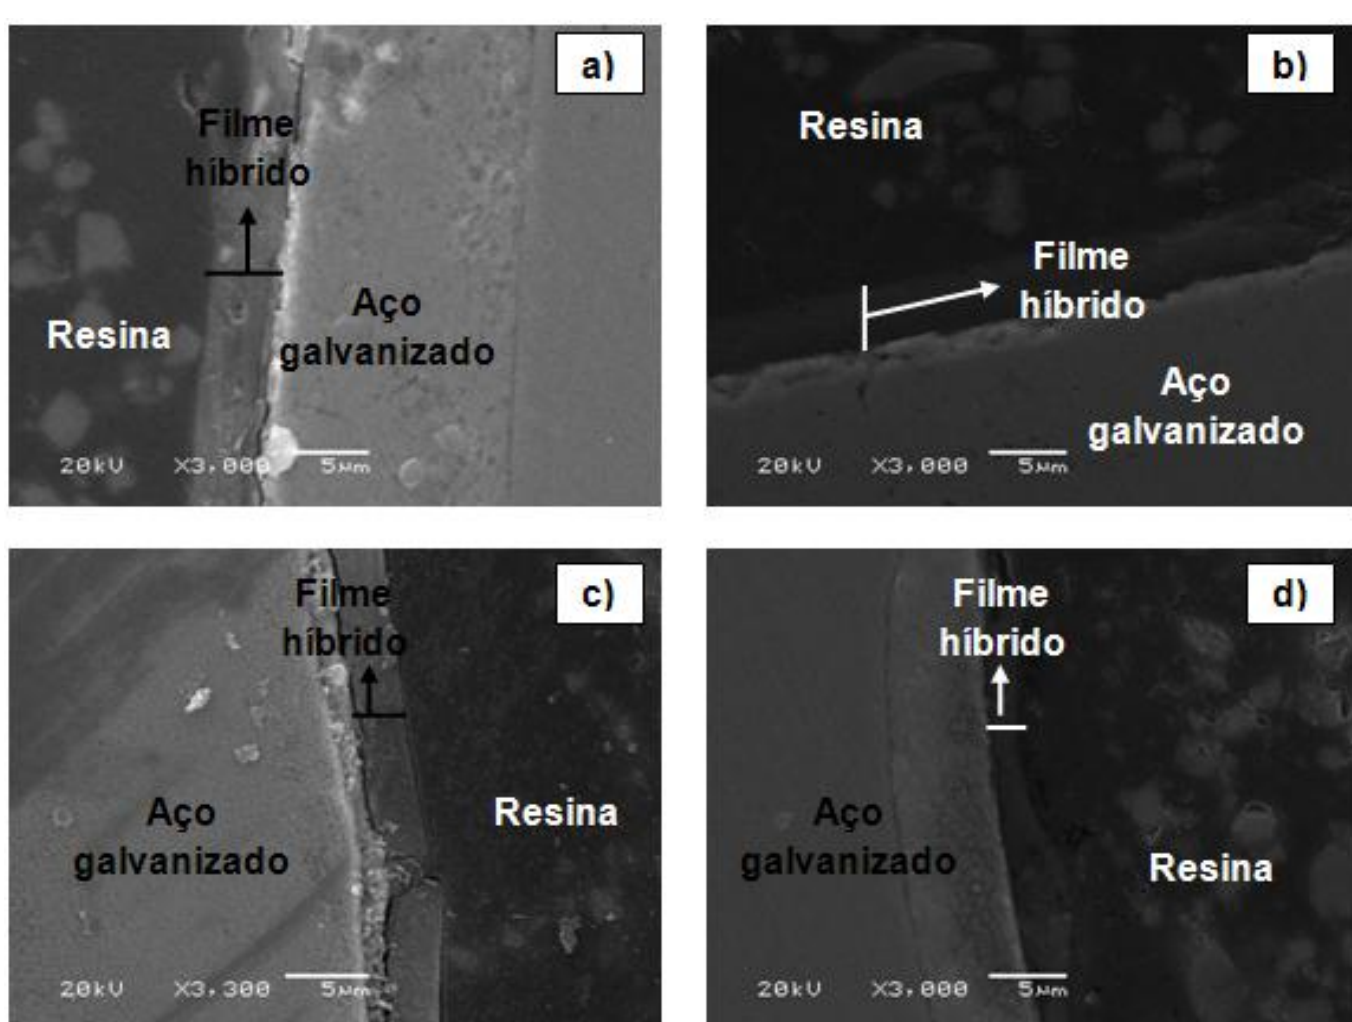 a)
Filme
híbrido
Aço
galvanizado
Resina
20kV X3,000 5µm
b)
Resina
Filme
híbrido
Aço
galvanizado
20kV X3,000 5µm
c)
Filme
híbrido
Aço
galvanizado
Resina
20kV X3,300 5µm
d)
Filme
híbrido
Aço
galvanizado
Resina
20kV X3,000 5µm